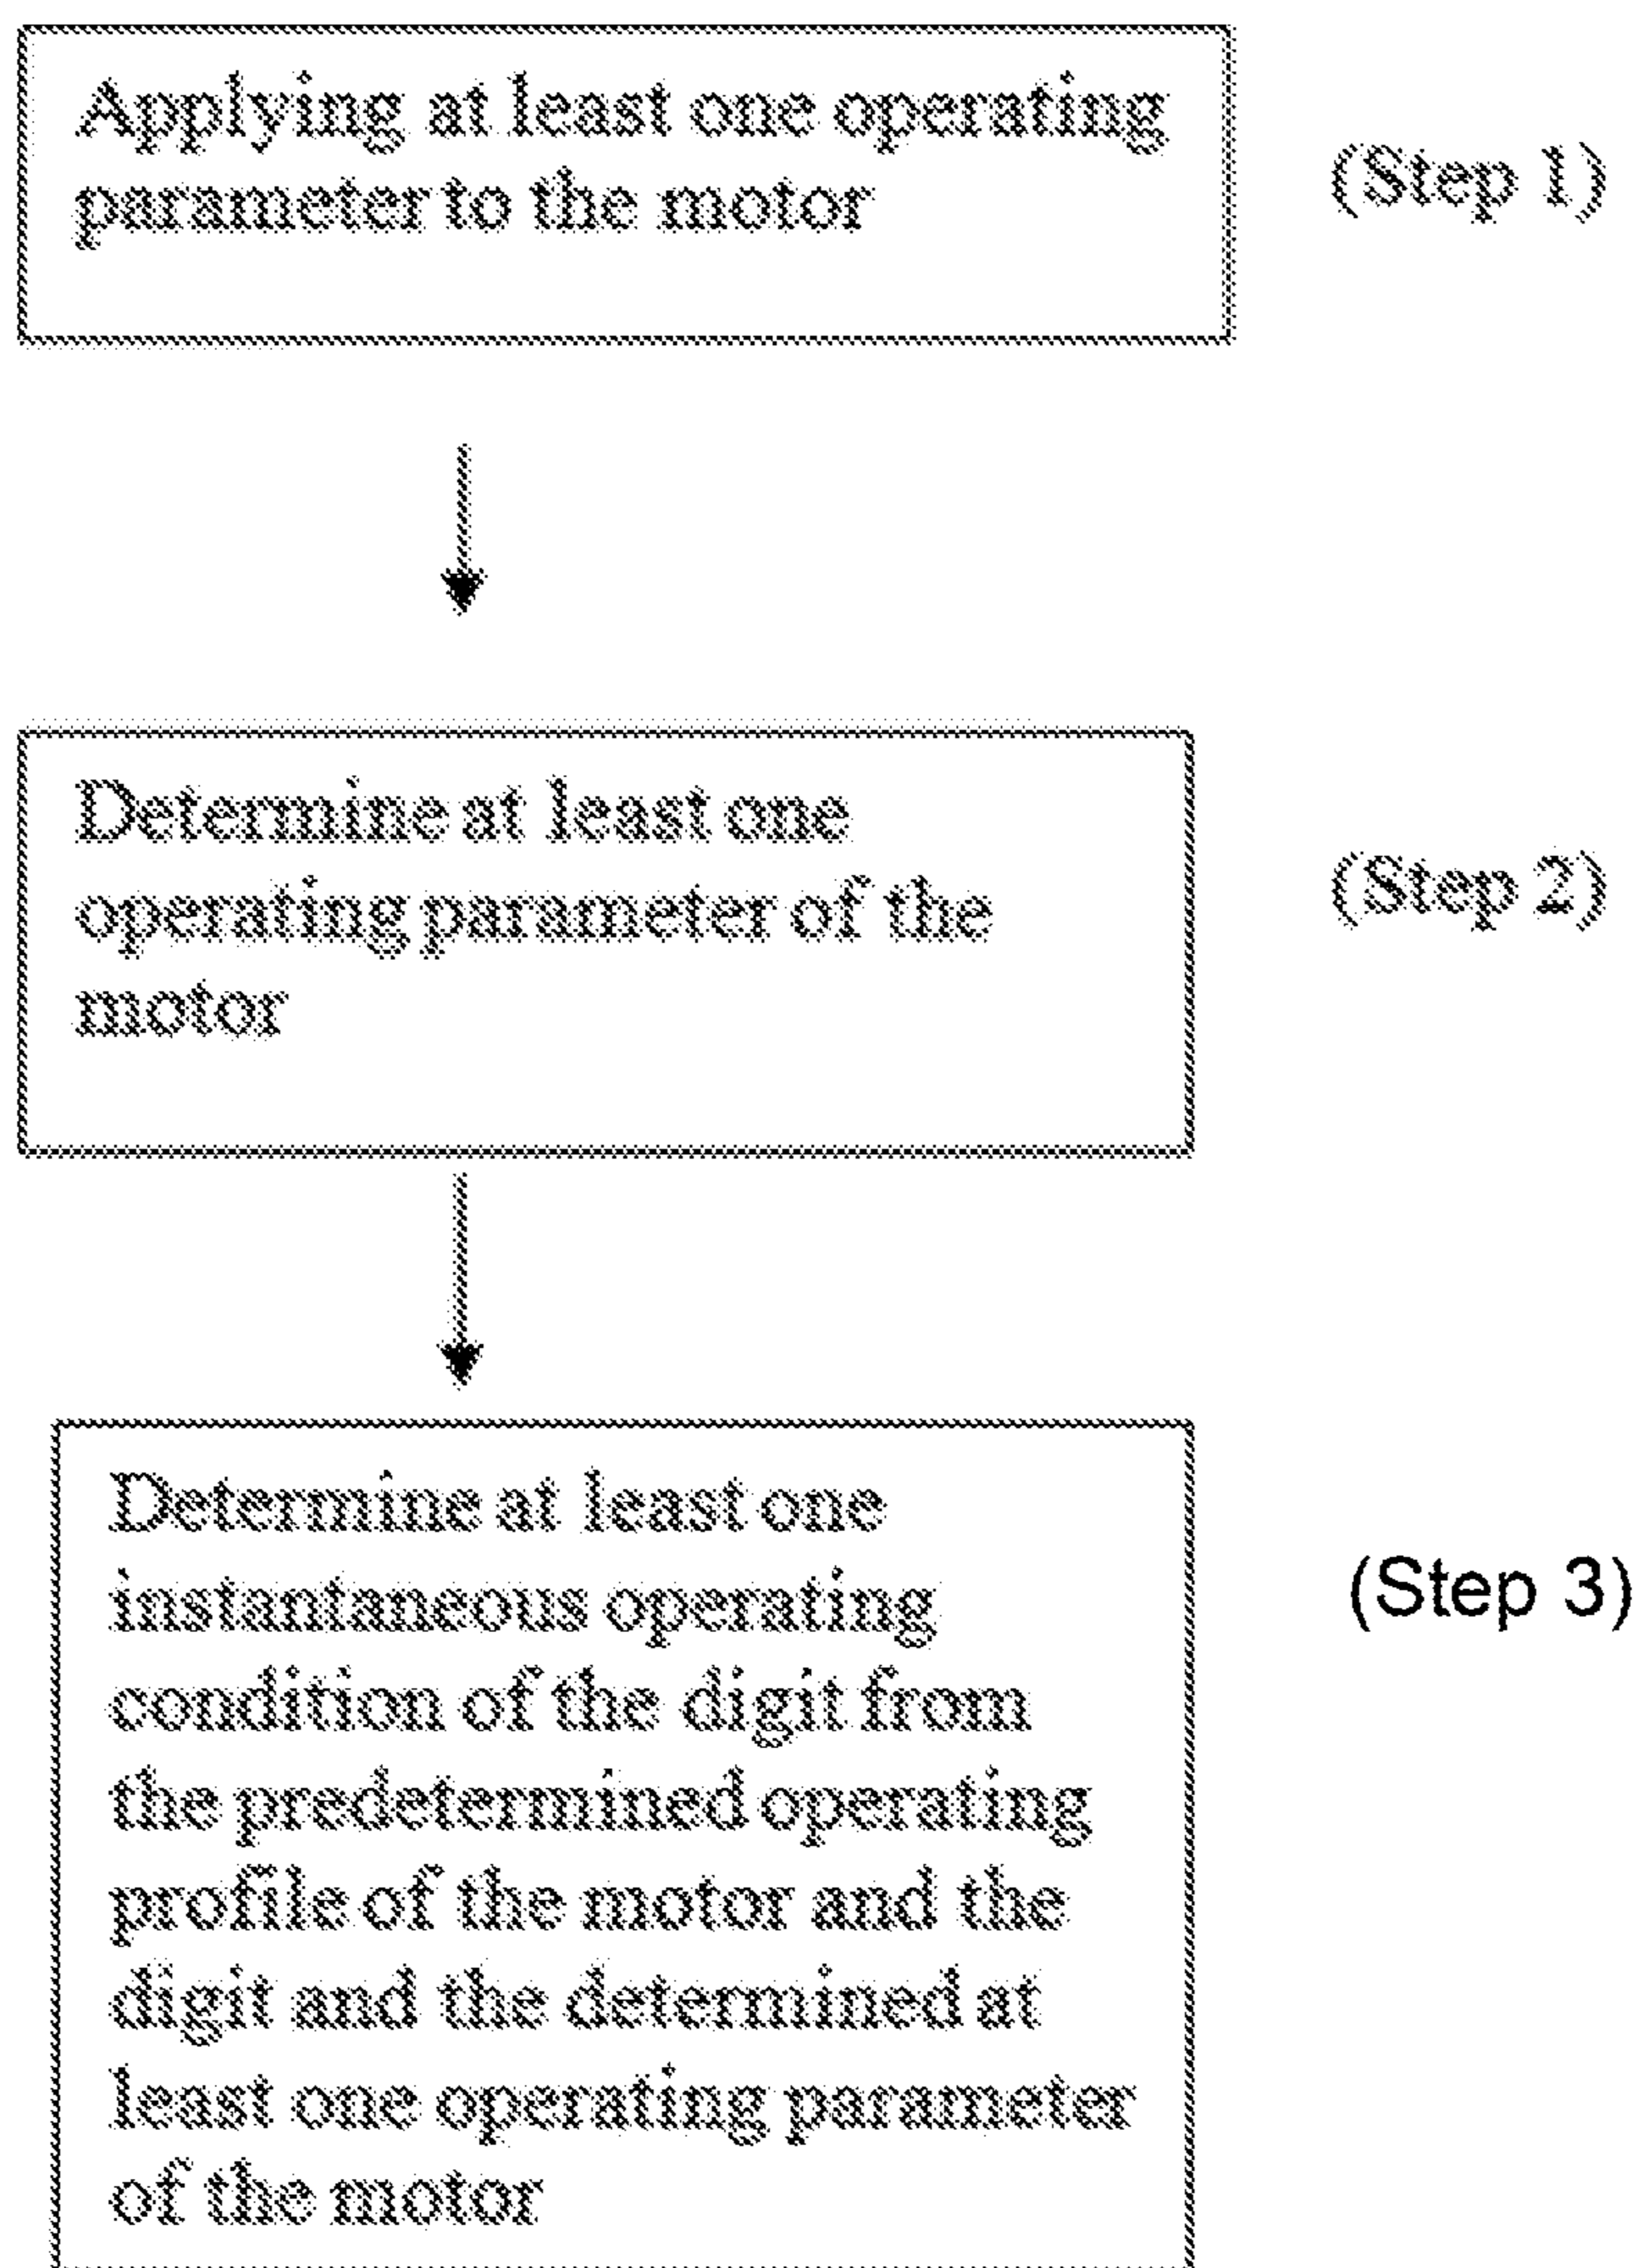 Applying at least one operating
parameter to the motor
(Step 1)
Determine at least one
operating parameter of the
motor
(Step 2)
Determine at least one
instantaneous operating
condition of the digit from
the predetermined operating
profile of the motor and the
digit and the determined at
least one operating parameter
of the motor
(Step 3)